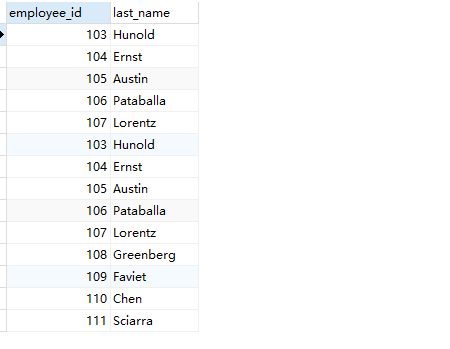 employee_id last_name
103 Hunold
104 Ernst
105 Austin
106 Pataballa
107 Lorentz
103 Hunold
104 Ernst
105 Austin
106 Pataballa
107 Lorentz
108 Greenberg
109 Faviet
110 Chen
111 Sciarra